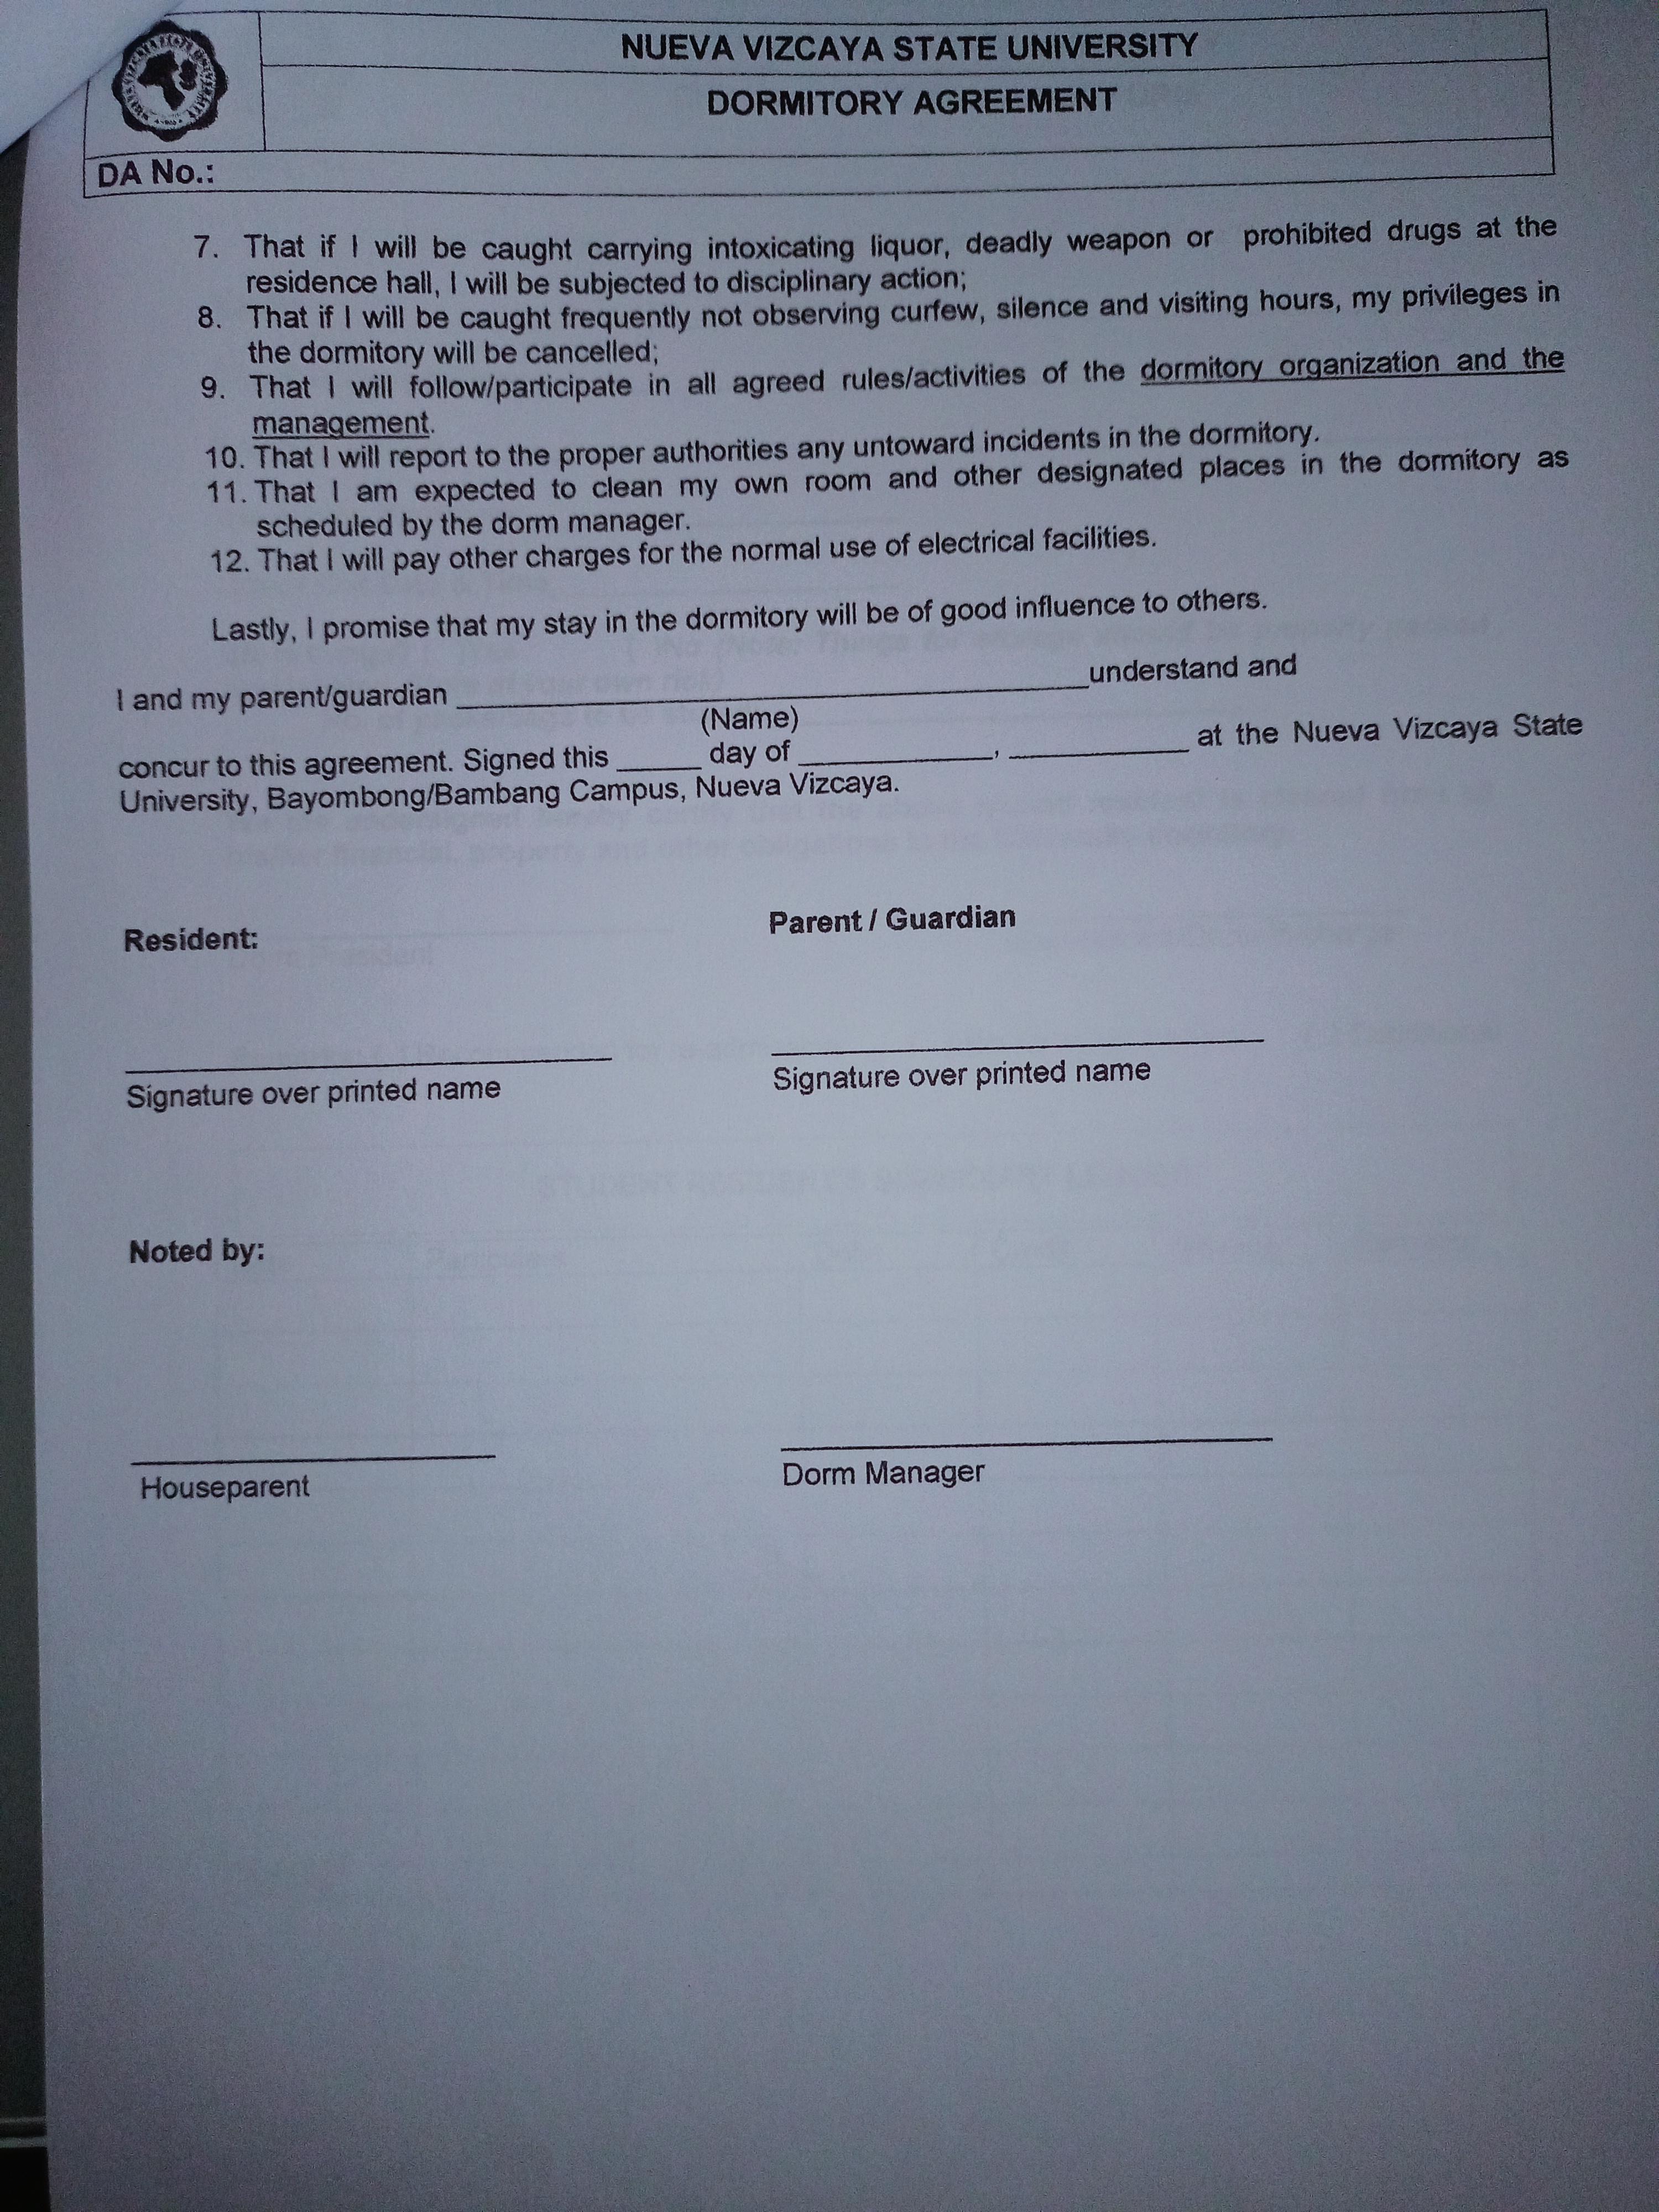 NUEVA VIZCAYA STATE UNIVERSITY
DORMITORY AGREEMENT
DA No.:
7. That if I will be caught carrying intoxicating liquor, deadly weapon or prohibited drugs at the
residence hall, I will be subjected to disciplinary action;
8. That if I will be caught frequently not observing curfew, silence and visiting hours, my privileges in
the dormitory will be cancelled;
9. That I will follow/participate in all agreed rules/activities of the dormitory organization and the
management.
10. That I will report to the proper authorities any untoward incidents in the dormitory.
11. That I am expected to clean my own room and other designated places in the dormitory as
scheduled by the dorm manager.
12. That I will pay other charges for the normal use of electrical facilities.
Lastly, I promise that my stay in the dormitory will be of good influence to others.
I and my parent/guardian ____________________ understand and
(Name)
concur to this agreement. Signed this _____ day of __________, __________ at the Nueva Vizcaya State
University, Bayombong/Bambang Campus, Nueva Vizcaya.
Resident: Parent / Guardian
Signature over printed name Signature over printed name
Noted by:
Houseparent Dorm Manager